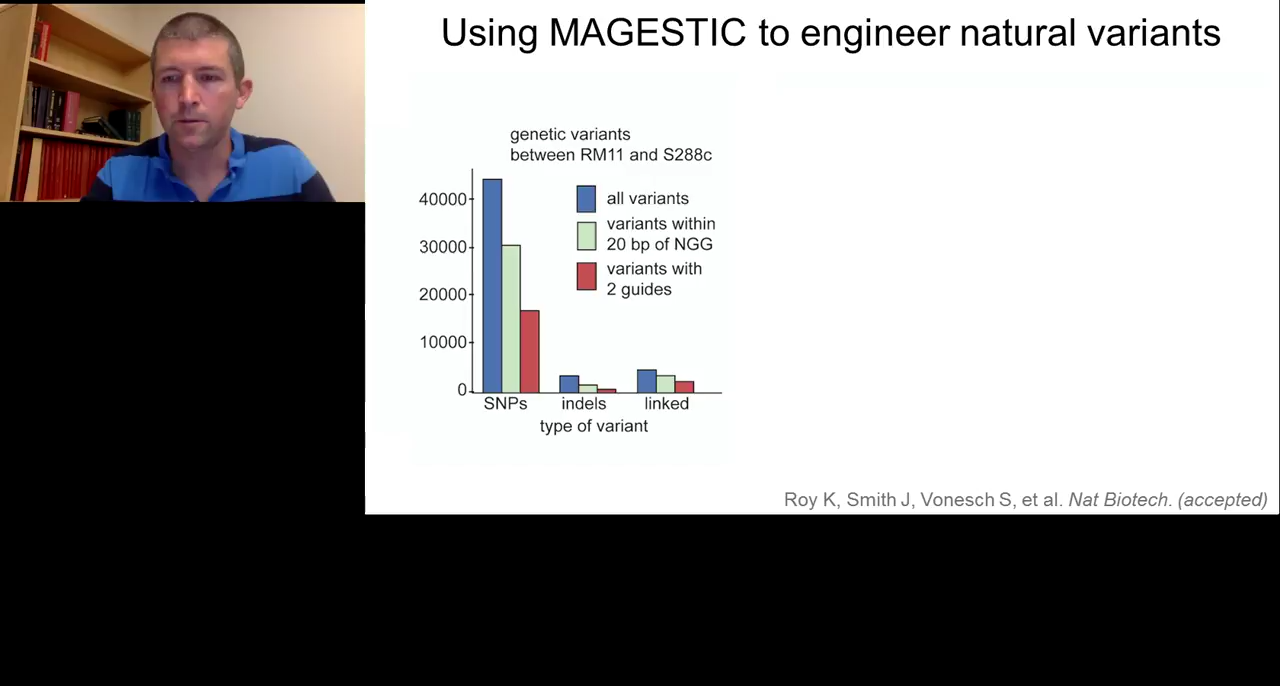 Using MAGESTIC to engineer natural variants
genetic variants
between RM11 and S288c
all variants
variants within
20 bp of NGG
variants with
2 guides
40000
30000
20000
10000
0
SNPs
indels
linked
type of variant
Roy K, Smith J, Vonesch S, et al. Nat Biotech. (accepted)